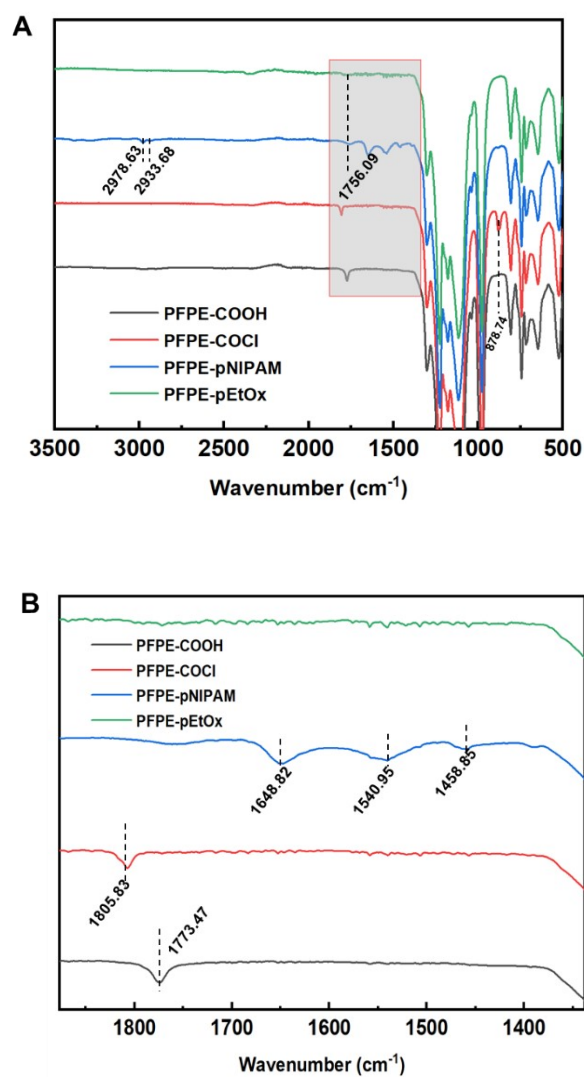 A
2978.63
2933.68
1756.09
878.74
PFPE-COOH
PFPE-COCl
PFPE-pNIPAM
PFPE-pEtOx
3500 3000 2500 2000 1500 1000 500
Wavenumber (cm⁻¹)
B
PFPE-COOH
PFPE-COCl
PFPE-pNIPAM
PFPE-pEtOx
1648.82
1540.95
1458.85
1805.83
1773.47
1800 1700 1600 1500 1400
Wavenumber (cm⁻¹)